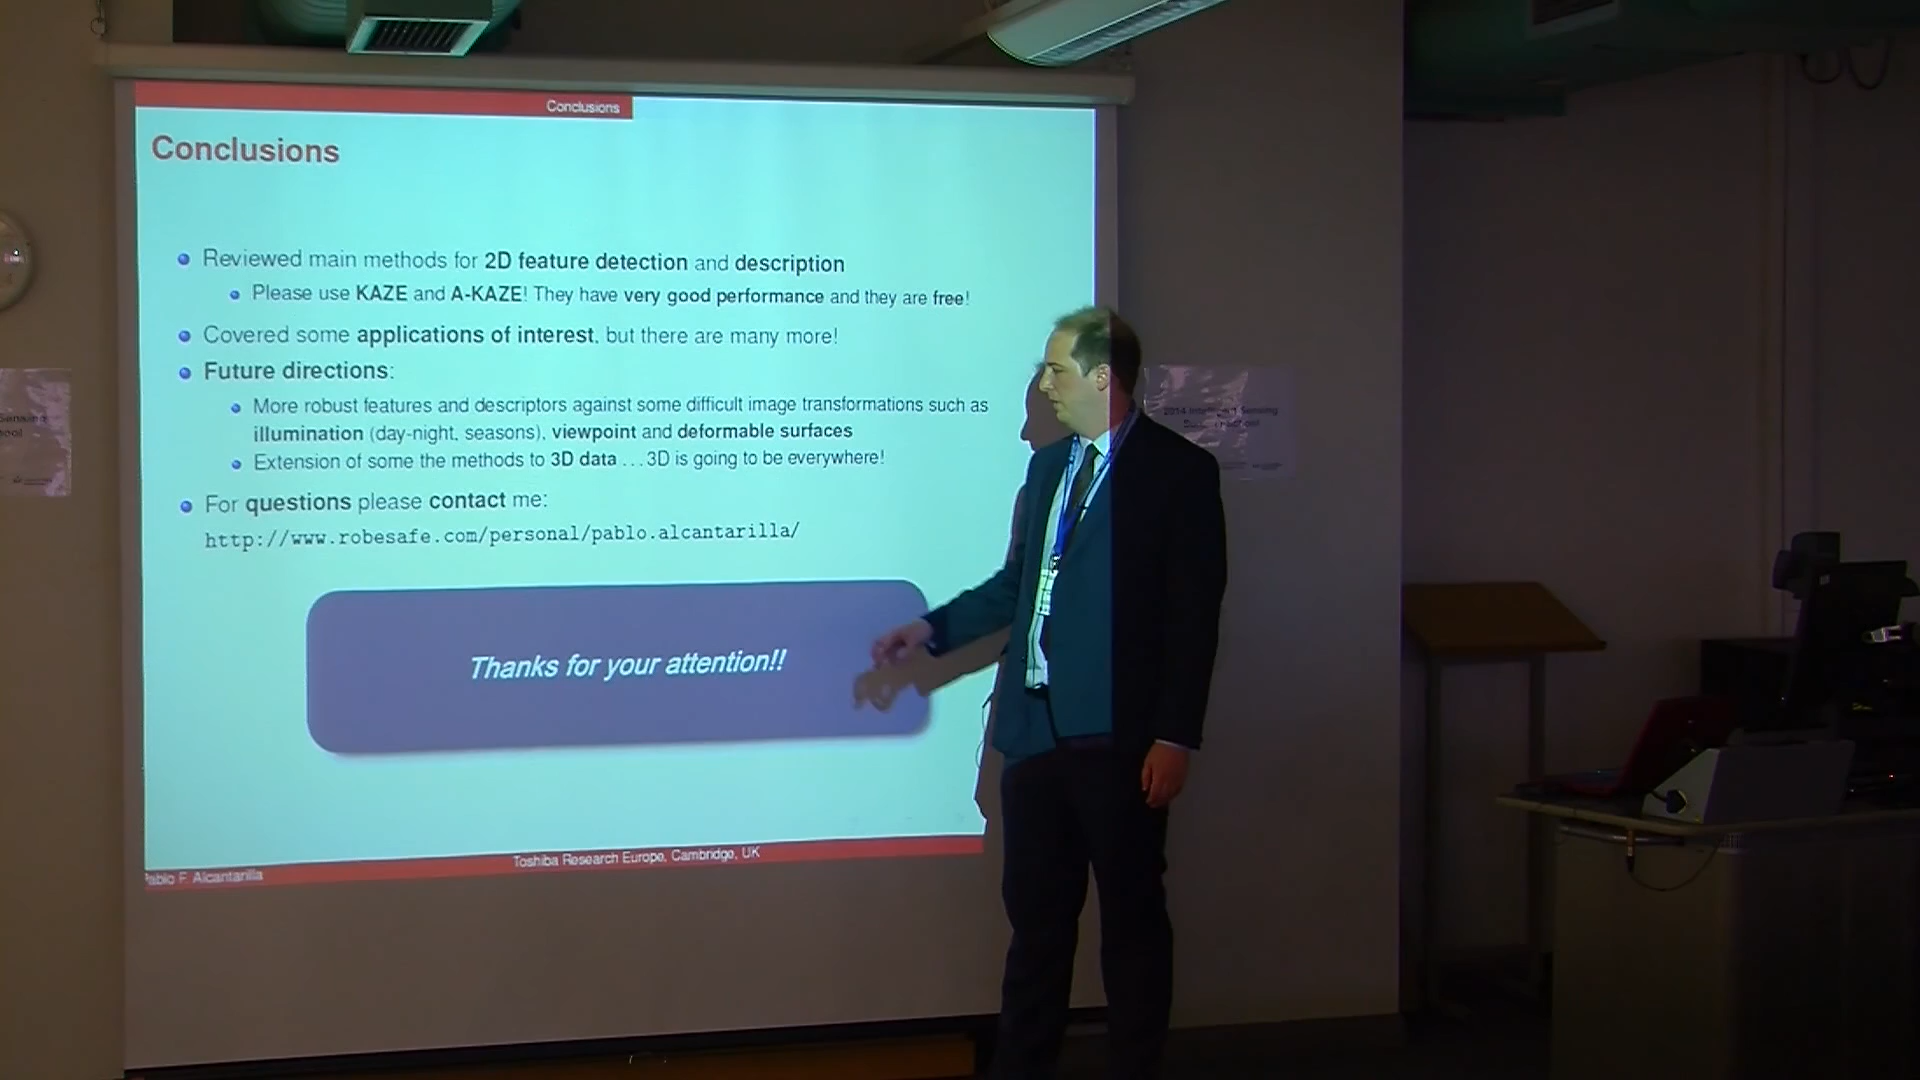 Conclusions
Conclusions
Reviewed main methods for 2D feature detection and description
Please use KAZE and A-KAZE! They have very good performance and they are free!
Covered some applications of interest, but there are many more!
Future directions:
More robust features and descriptors against some difficult image transformations such as
illumination (day-night, seasons), viewpoint and deformable surfaces
Extension of some the methods to 3D data ...3D is going to be everywhere!
For questions please contact me:
http://www.robesafe.com/personal/pablo.alcantarilla/
Thanks for your attention!!
Pablo F. Alcantarilla
Toshiba Research Europe, Cambridge, UK
Sensing
2014 Intelligent Sensing